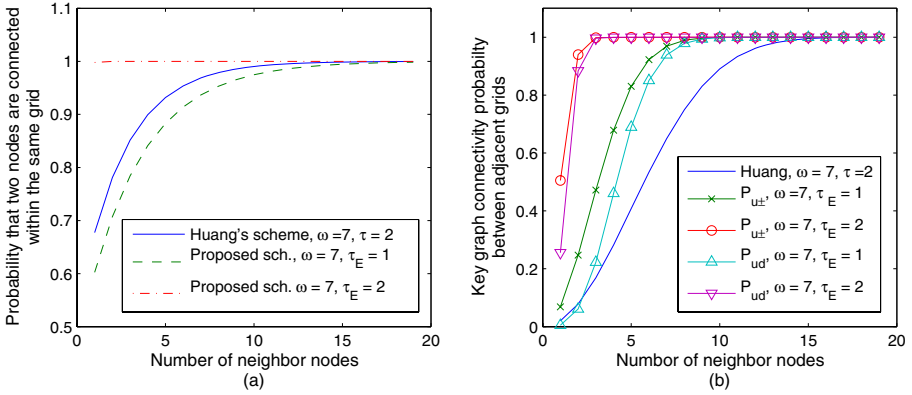 Probability that two nodes are connected
within the same grid
1.1
1
0.9
0.8
0.7
0.6
0.5
0
5
10
15
20
Huang's scheme, ω =7, τ = 2
Proposed sch., ω = 7, τE = 1
Proposed sch. ω = 7, τE = 2
Number of neighbor nodes
(a)
Key graph connectivity probability
between adjacent grids
1
0.8
0.6
0.4
0.2
0
0
5
10
15
20
Huang, ω = 7, τ =2
Pu±, ω =7, τE = 1
Pu±, ω = 7, τE = 2
Pud, ω = 7, τE = 1
Pud, ω = 7, τE = 2
Numbor of neighbor nodes
(b)